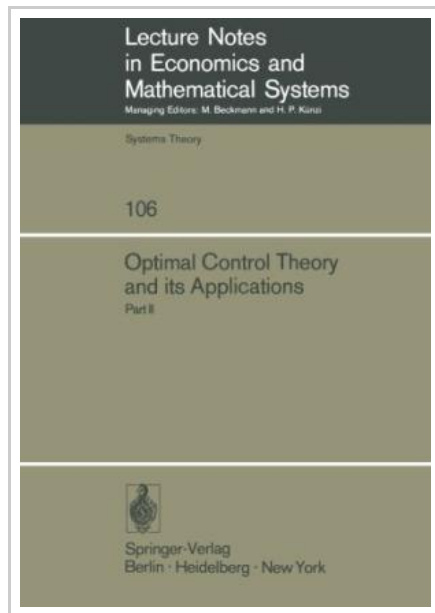 Lecture Notes
in Economics and
Mathematical Systems
Managing Editors: M. Beckmann and H. P. Künzi
Systems Theory
106
Optimal Control Theory
and its Applications
Part II
Springer-Verlag
Berlin · Heidelberg · New York